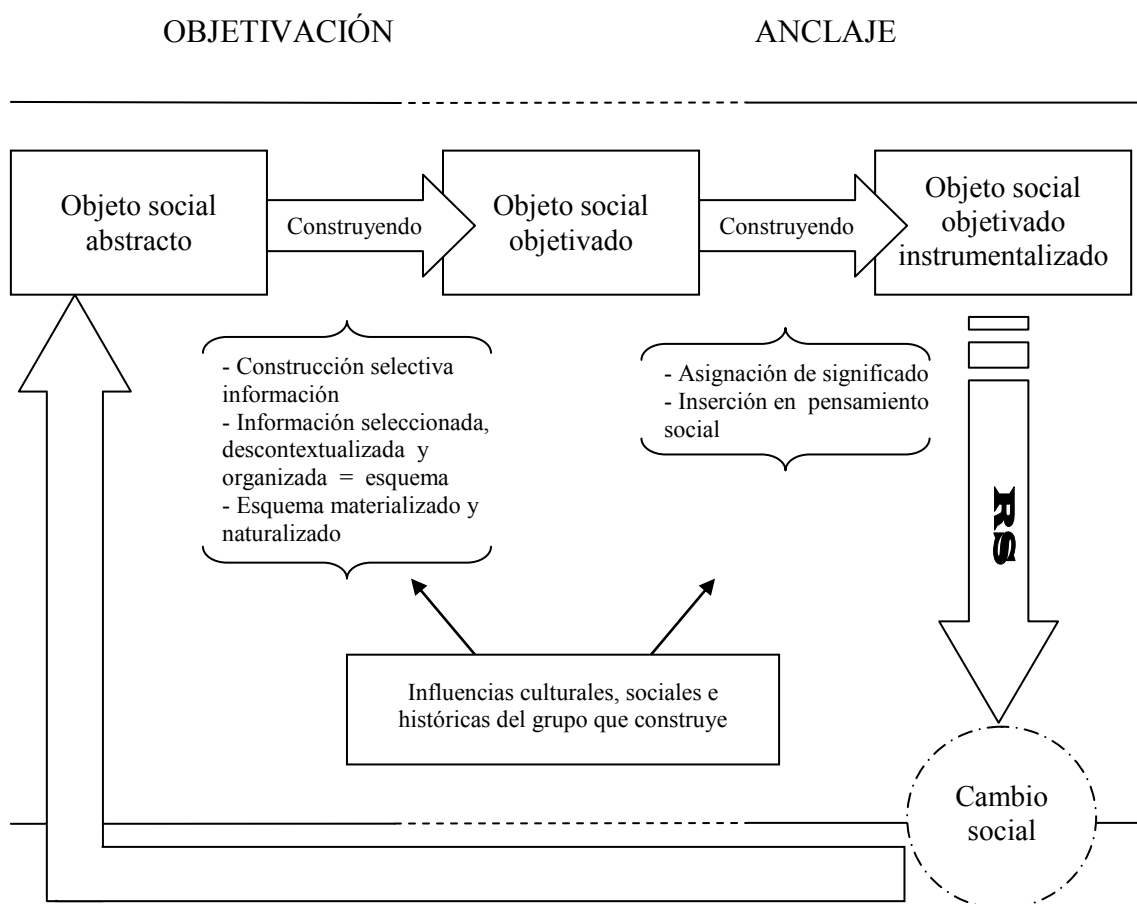 OBJETIVACIÓN
ANCLAJE
Objeto social
abstracto
Construyendo
Objeto social
objetivado
Construyendo
Objeto social
objetivado
instrumentalizado
- Construcción selectiva
información
- Información seleccionada,
descontextualizada y
organizada = esquema
- Esquema materializado y
naturalizado
- Asignación de significado
- Inserción en pensamiento
social
RS
Influencias culturales, sociales e
históricas del grupo que construye
Cambio
social